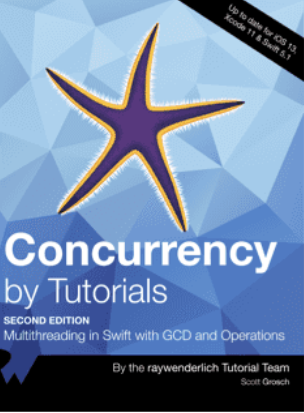 Up to date for iOS 13,
Xcode 11 & Swift 5.1
Concurrency
by Tutorials
SECOND EDITION
Multithreading in Swift with GCD and Operations
By the raywenderlich Tutorial Team
Scott Grosch